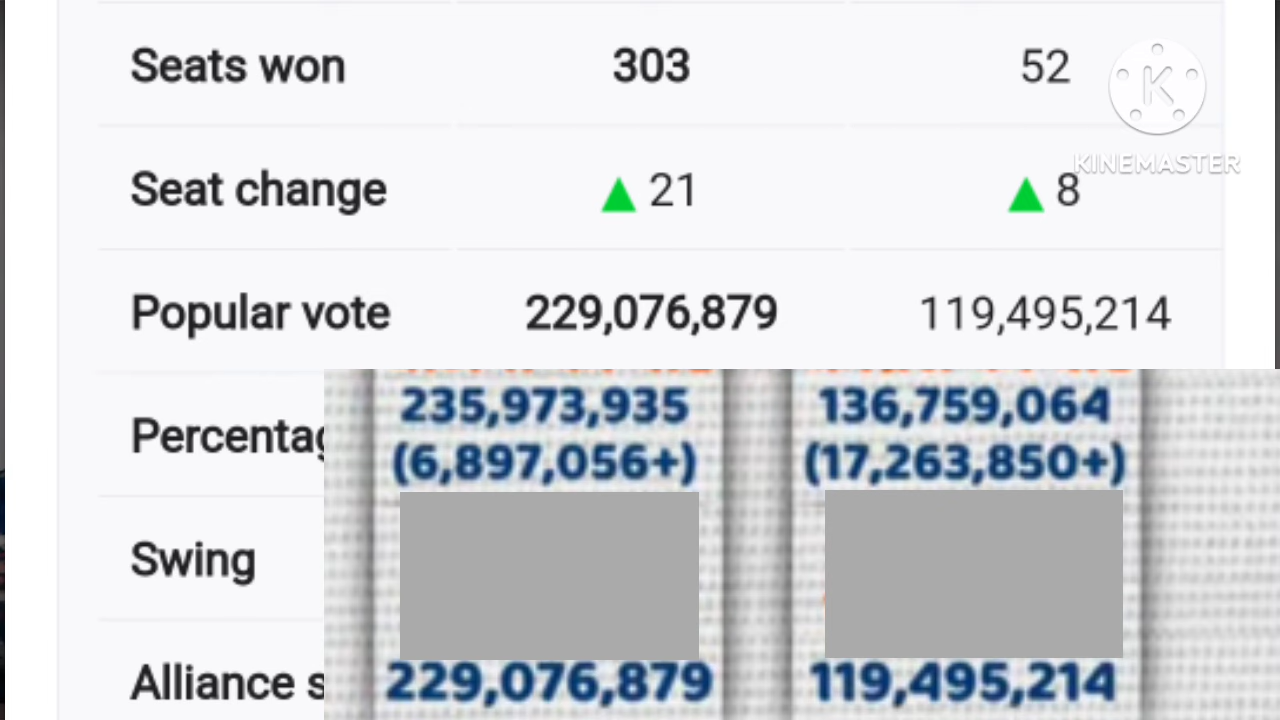 Seats won 303 52
KINEMASTER
Seat change ▲ 21 ▲ 8
Popular vote 229,076,879 119,495,214
235,973,935 136,759,064
Percentag
(6,897,056+) (17,263,850+)
Swing
Alliance s 229,076,879 119,495,214